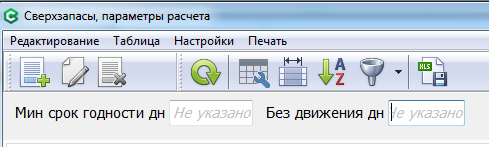 Сверхзапасы, параметры расчета
Редактирование Таблица Настройки Печать
A
Z
XLS
Мин срок годности дн Не указано Без движения дн Не указано